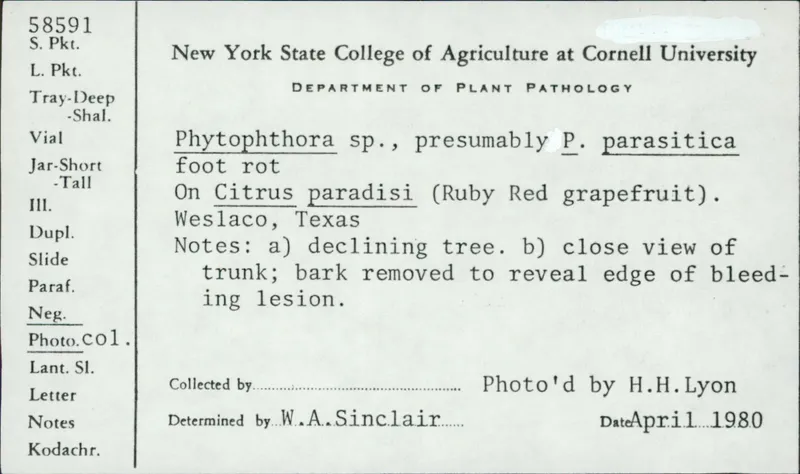 58591
S. Pkt.
L. Pkt.
Tray-Deep
-Shal.
Vial
Jar-Short
-Tall
Ill.
Dupl.
Slide
Paraf.
Neg.
Photo.col.
Lant. Sl.
Letter
Notes
Kodachr.
New York State College of Agriculture at Cornell University
DEPARTMENT OF PLANT PATHOLOGY
Phytophthora sp., presumably P. parasitica
foot rot
On Citrus paradisi (Ruby Red grapefruit).
Weslaco, Texas
Notes: a) declining tree. b) close view of
trunk; bark removed to reveal edge of bleed-
ing lesion.
Collected by Photo'd by H.H.Lyon
Determined by W.A.Sinclair Date April 1980